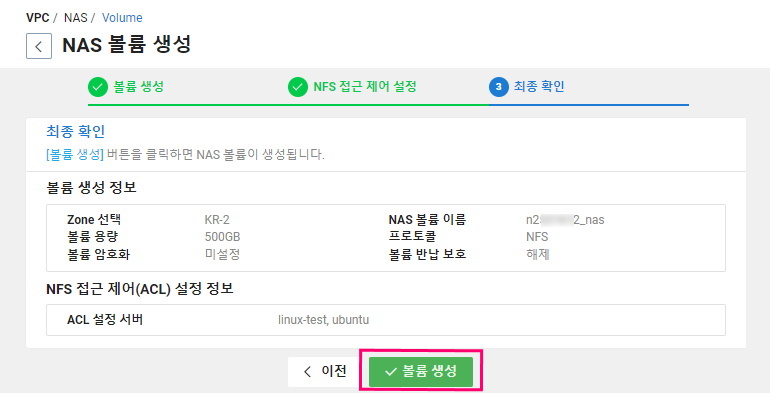 VPC / NAS / Volume
NAS 볼륨 생성
볼륨 생성
NFS 접근 제어 설정
3 최종 확인
최종 확인
[볼륨 생성] 버튼을 클릭하면 NAS 볼륨이 생성됩니다.
볼륨 생성 정보
Zone 선택 KR-2 NAS 볼륨 이름
볼륨 용량 500GB 프로토콜 NFS
볼륨 암호화 미설정 볼륨 반납 보호 해제
NFS 접근 제어(ACL) 설정 정보
ACL 설정 서버 linux-test, ubuntu
이전 볼륨 생성